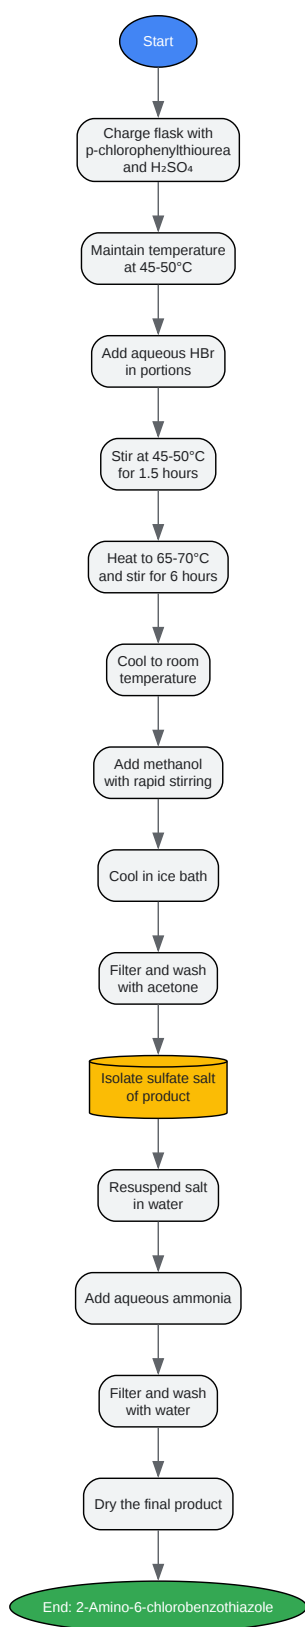 Start
Charge flask with
p-chlorophenylthiourea
and H₂SO₄
Maintain temperature
at 45-50°C
Add aqueous HBr
in portions
Stir at 45-50°C
for 1.5 hours
Heat to 65-70°C
and stir for 6 hours
Cool to room
temperature
Add methanol
with rapid stirring
Cool in ice bath
Filter and wash
with acetone
Isolate sulfate salt
of product
Resuspend salt
in water
Add aqueous ammonia
Filter and wash
with water
Dry the final product
End: 2-Amino-6-chlorobenzothiazole